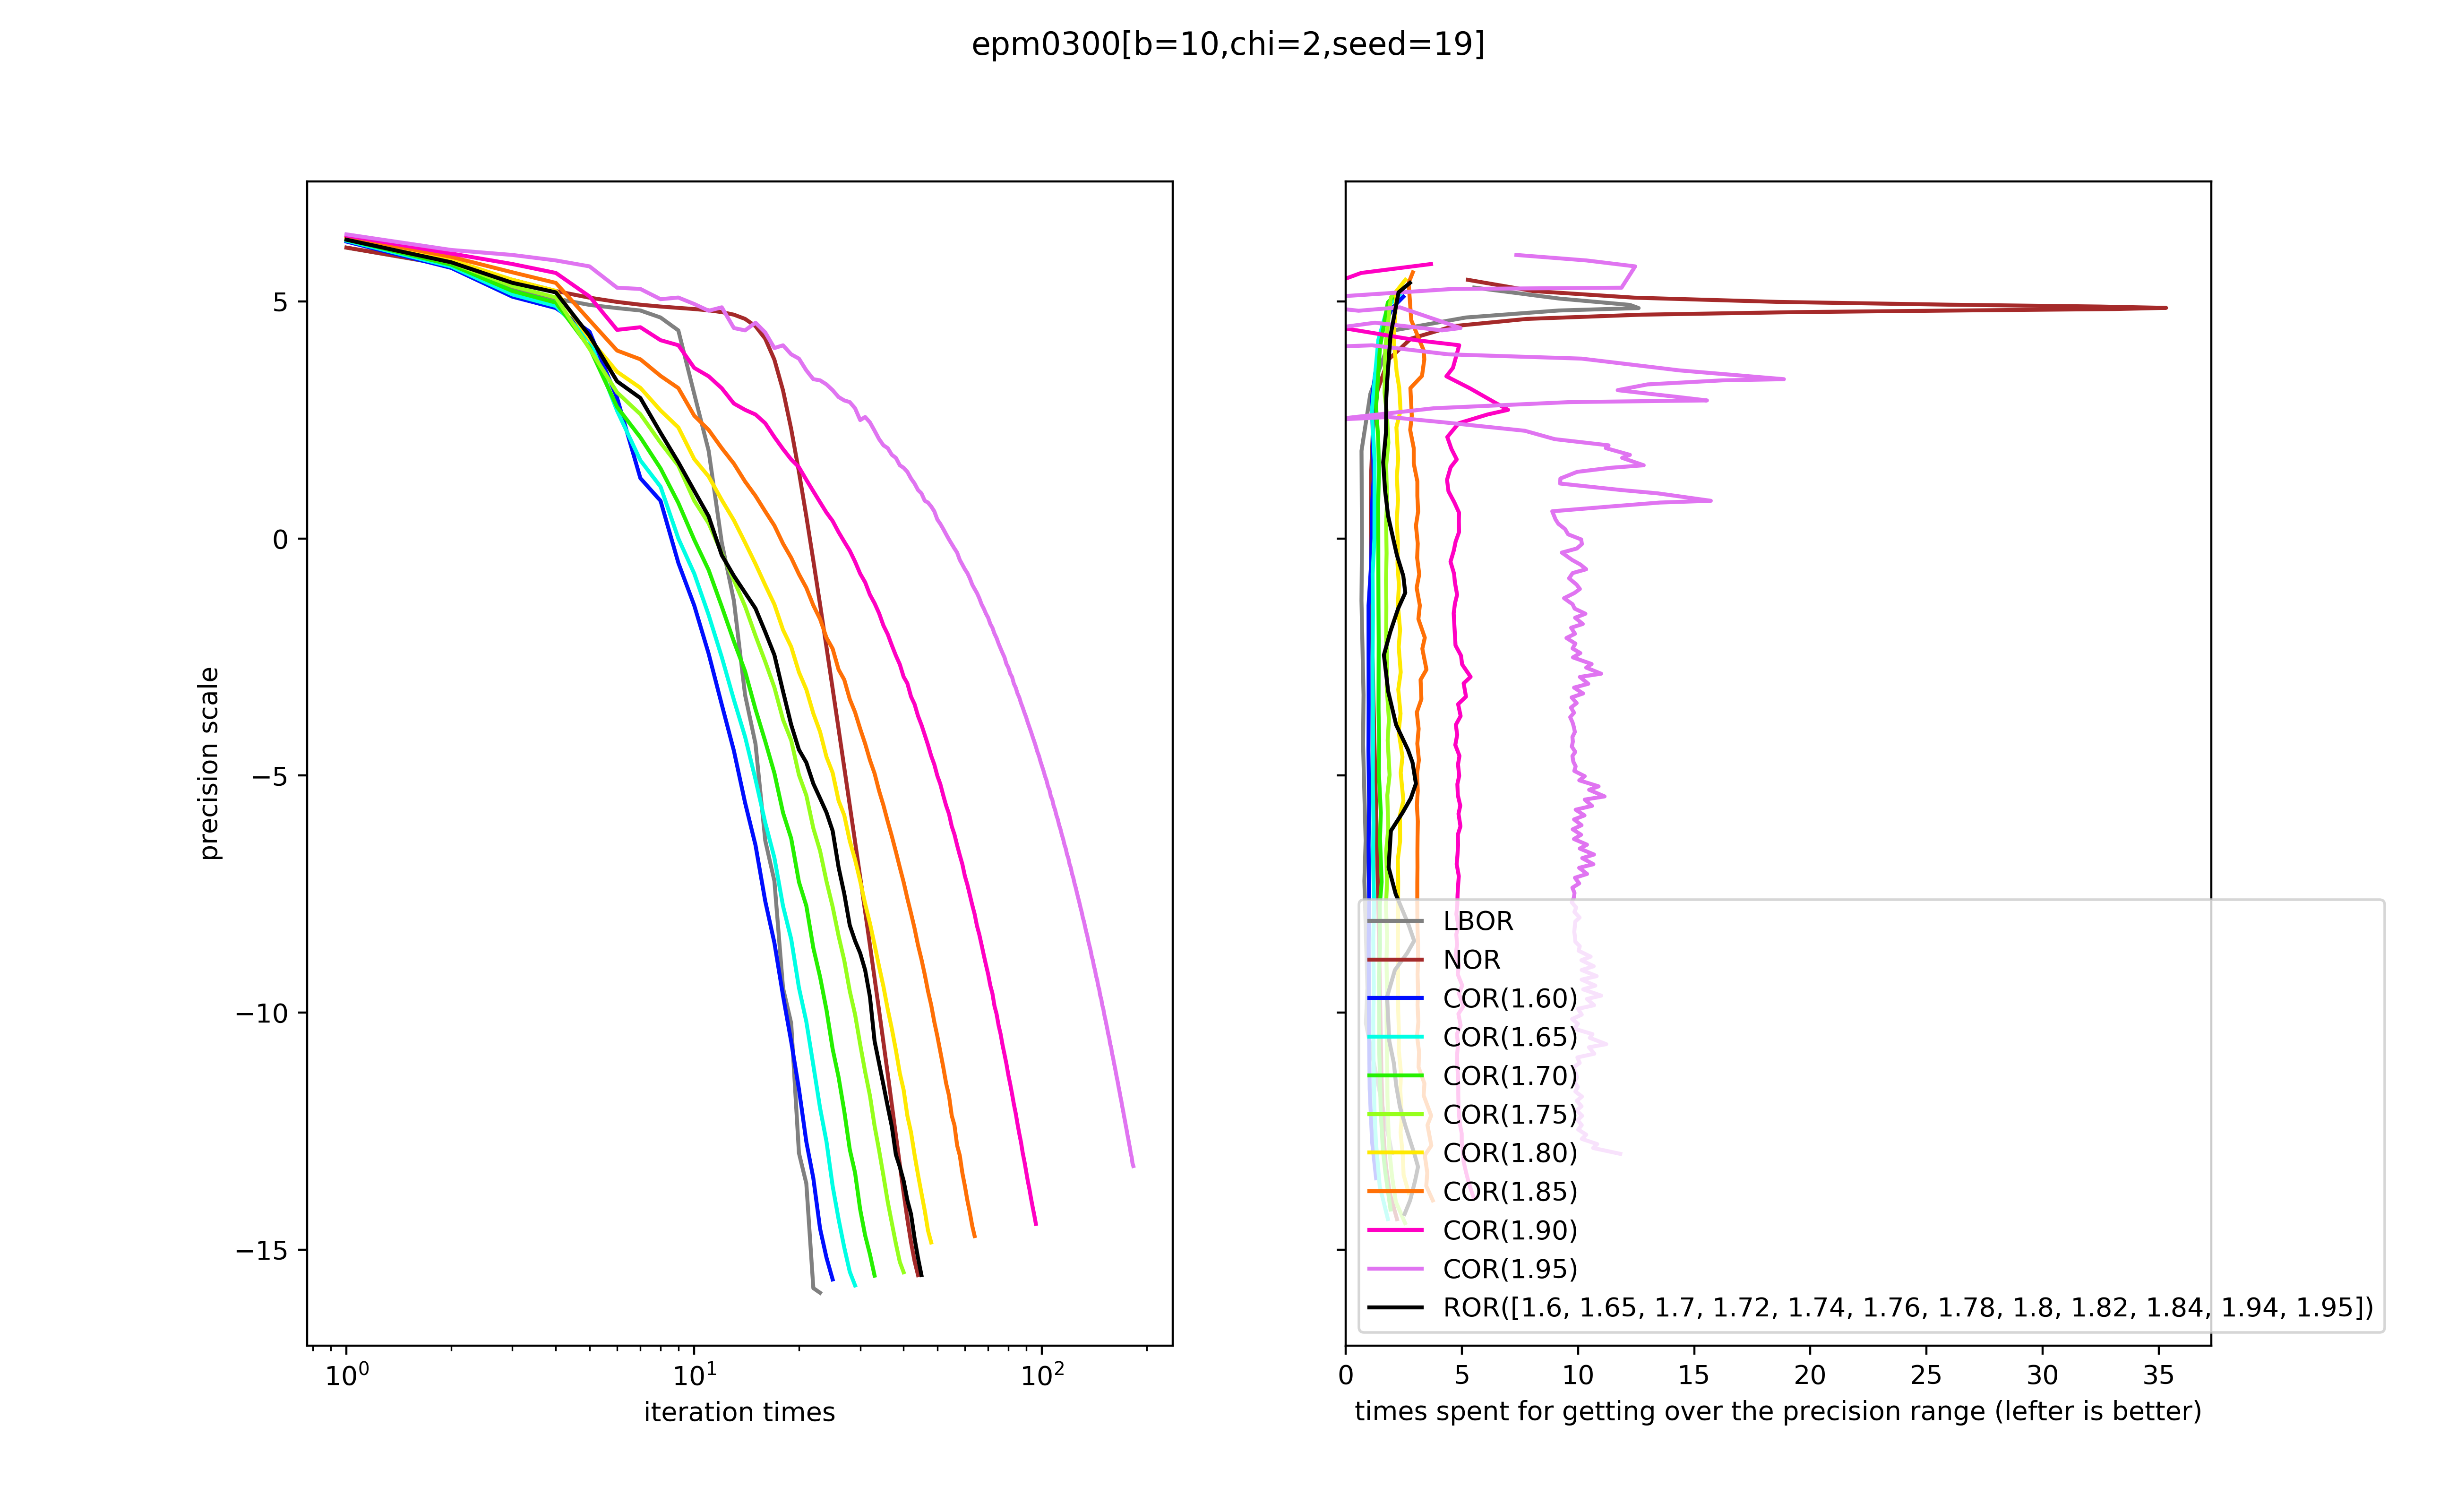 epm0300[b=10,chi=2,seed=19]
precision scale
5
0
−5
−10
−15
10⁰ 10¹ 10²
iteration times
LBOR
NOR
COR(1.60)
COR(1.65)
COR(1.70)
COR(1.75)
COR(1.80)
COR(1.85)
COR(1.90)
COR(1.95)
ROR([1.6, 1.65, 1.7, 1.72, 1.74, 1.76, 1.78, 1.8, 1.82, 1.84, 1.94, 1.95])
0 5 10 15 20 25 30 35
times spent for getting over the precision range (lefter is better)